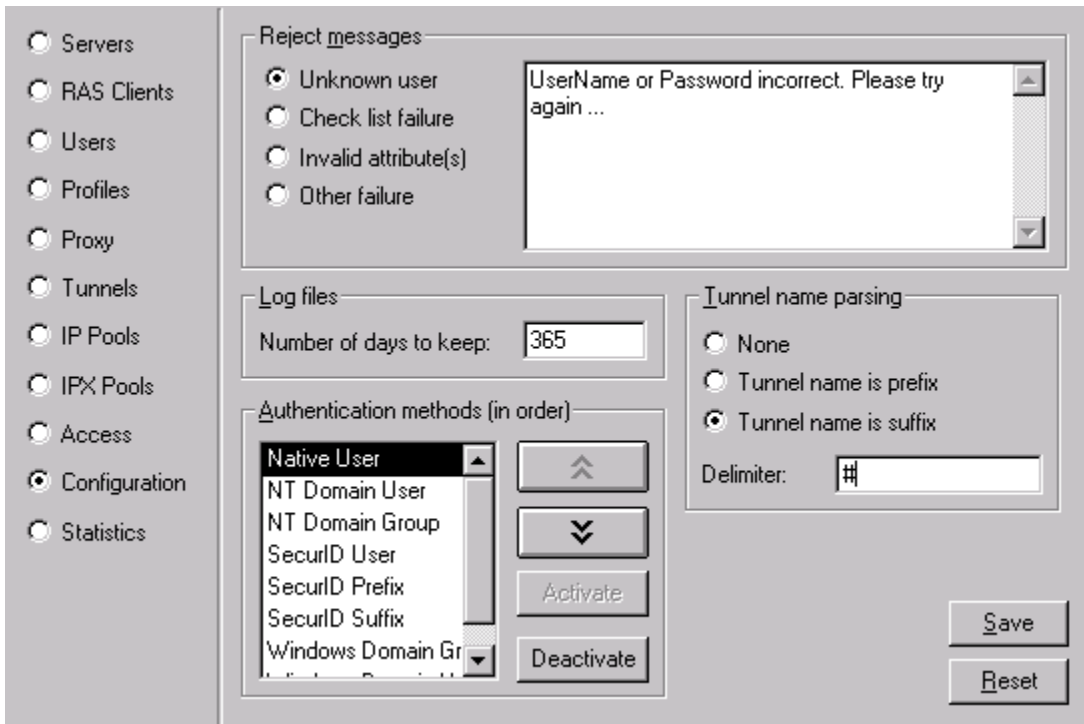 Servers
RAS Clients
Users
Profiles
Proxy
Tunnels
IP Pools
IPX Pools
Access
Configuration
Statistics
Reject messages
Unknown user
Check list failure
Invalid attribute(s)
Other failure
UserName or Password incorrect. Please try
again ...
Log files
Number of days to keep: 365
Authentication methods (in order)
Native User
NT Domain User
NT Domain Group
SecurID User
SecurID Prefix
SecurID Suffix
Windows Domain Gr
Activate
Deactivate
Tunnel name parsing
None
Tunnel name is prefix
Tunnel name is suffix
Delimiter: #
Save
Reset